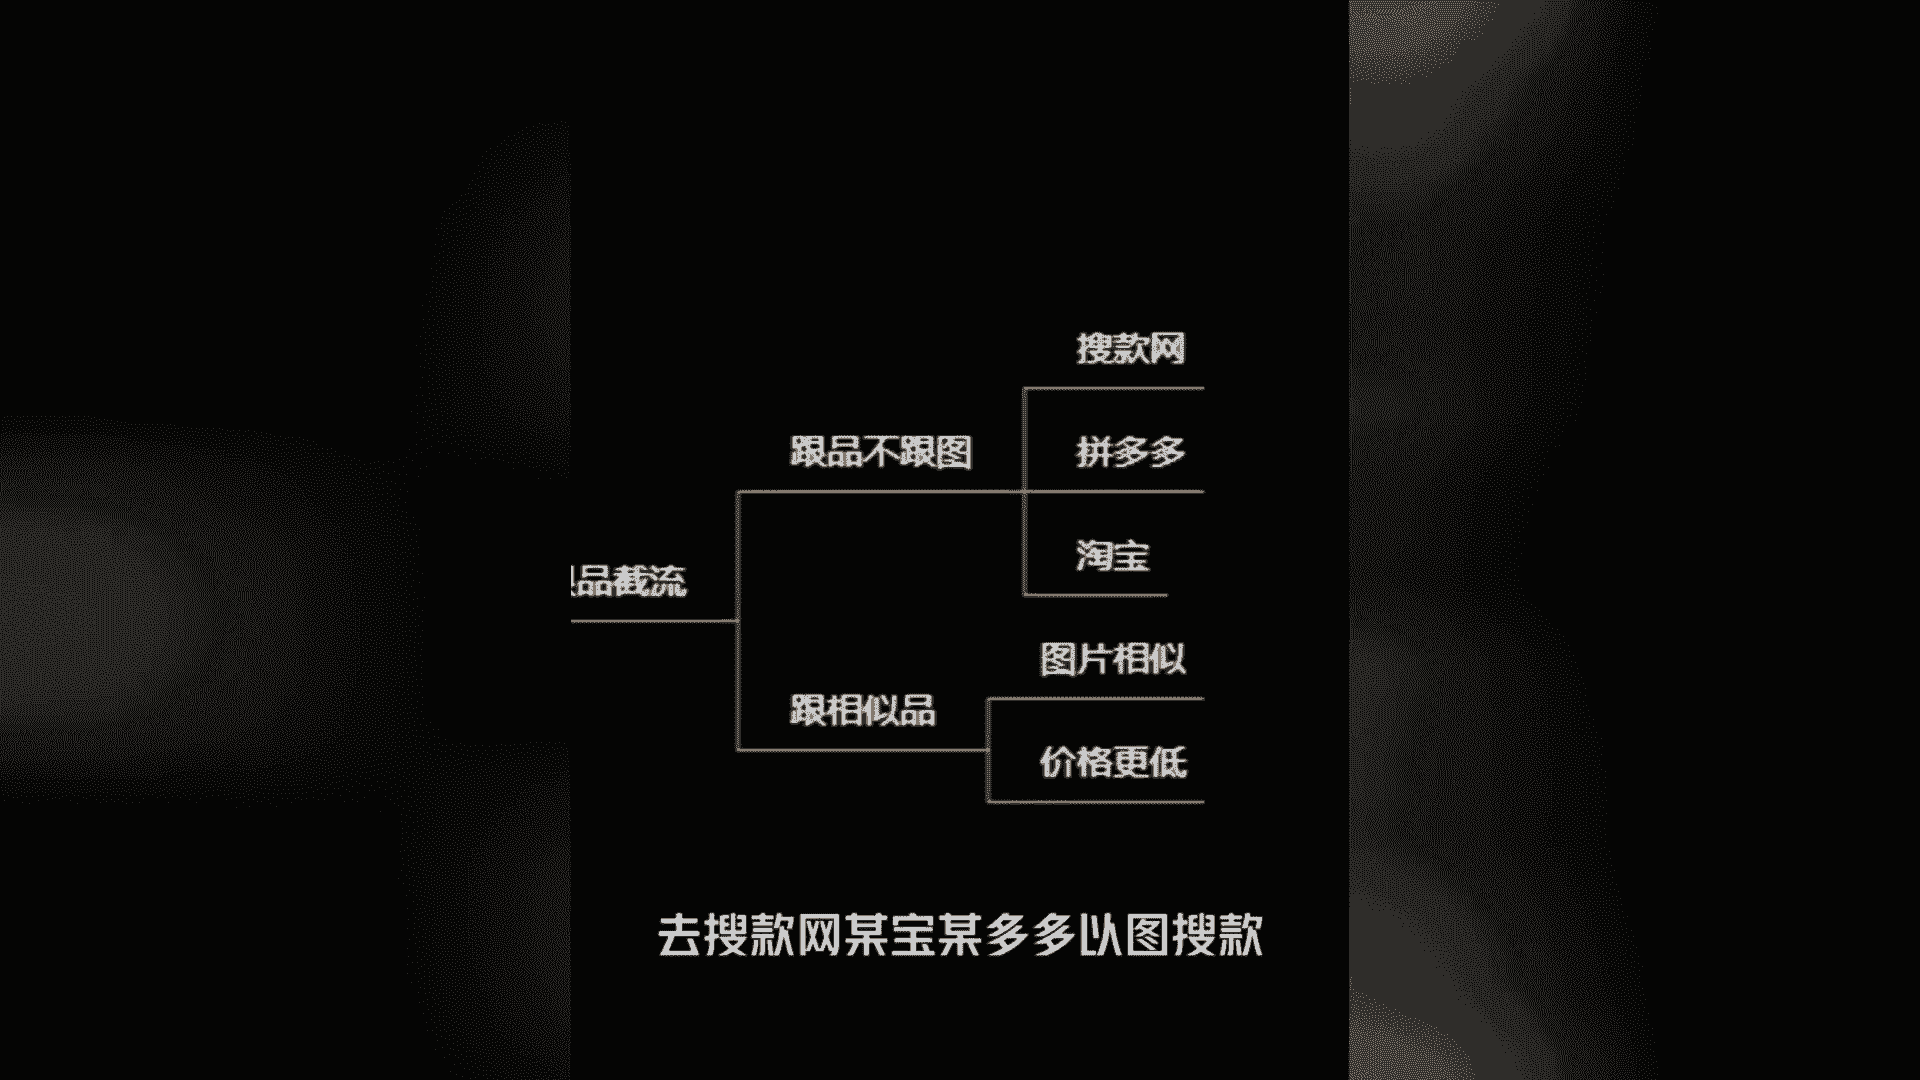 搜款网
跟品不跟图
拼多多
淘宝
品截流
图片相似
跟相似品
价格更低
去搜款网某宝某多多以图搜款